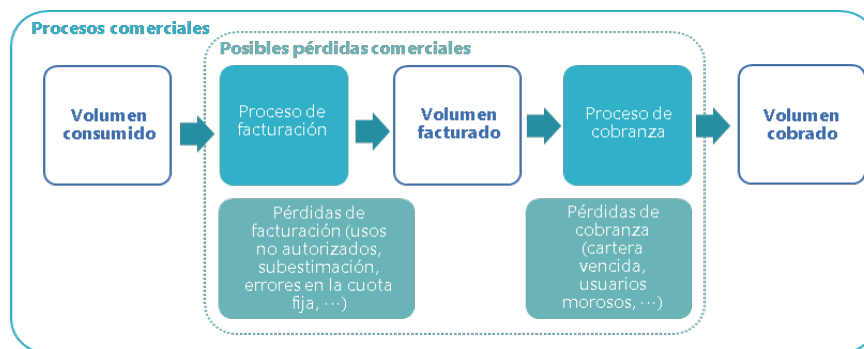 Procesos comerciales
Posibles pérdidas comerciales
Volumen
consumido
Proceso de
facturación
Volumen
facturado
Proceso de
cobranza
Volumen
cobrado
Pérdidas de
facturación (usos
no autorizados,
subestimación,
errores en la cuota
fija, ···)
Pérdidas de
cobranza
(cartera
vencida,
usuarios
morosos, ···)